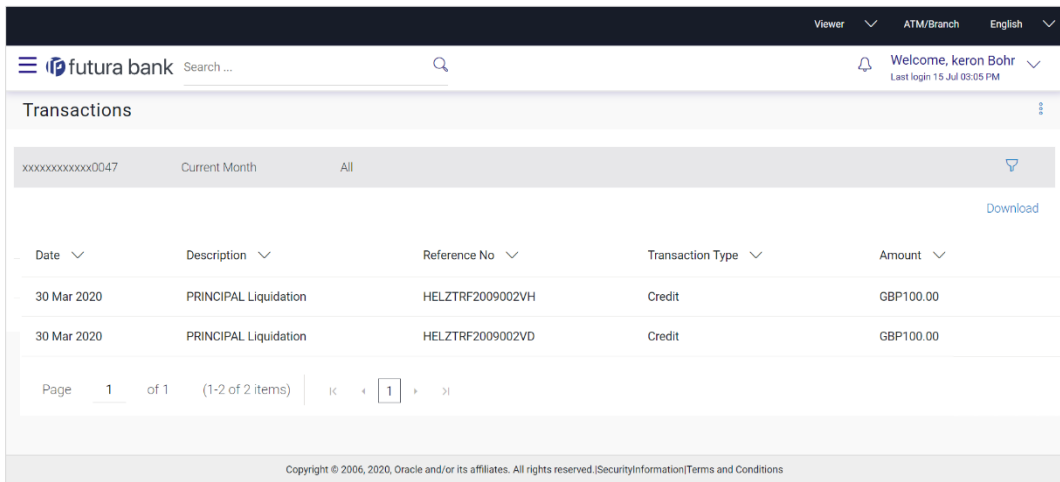 Viewer ATM/Branch English
futura bank Search ... Welcome, keron Bohr
Last login 15 Jul 03:05 PM
Transactions
xxxxxxxxxxxx0047 Current Month All
Download
Date Description Reference No Transaction Type Amount
30 Mar 2020 PRINCIPAL Liquidation HELZTRF2009002VH Credit GBP100.00
30 Mar 2020 PRINCIPAL Liquidation HELZTRF2009002VD Credit GBP100.00
Page 1 of 1 (1-2 of 2 items) 1
Copyright © 2006, 2020, Oracle and/or its affiliates. All rights reserved.|SecurityInformation|Terms and Conditions